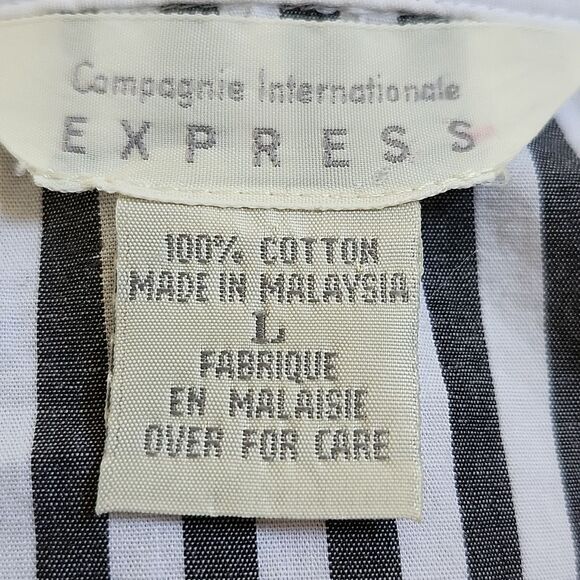 Compagnie Internationale
EXPRESS
100% COTTON
MADE IN MALAYSIA
L
FABRIQUE
EN MALAISIE
OVER FOR CARE